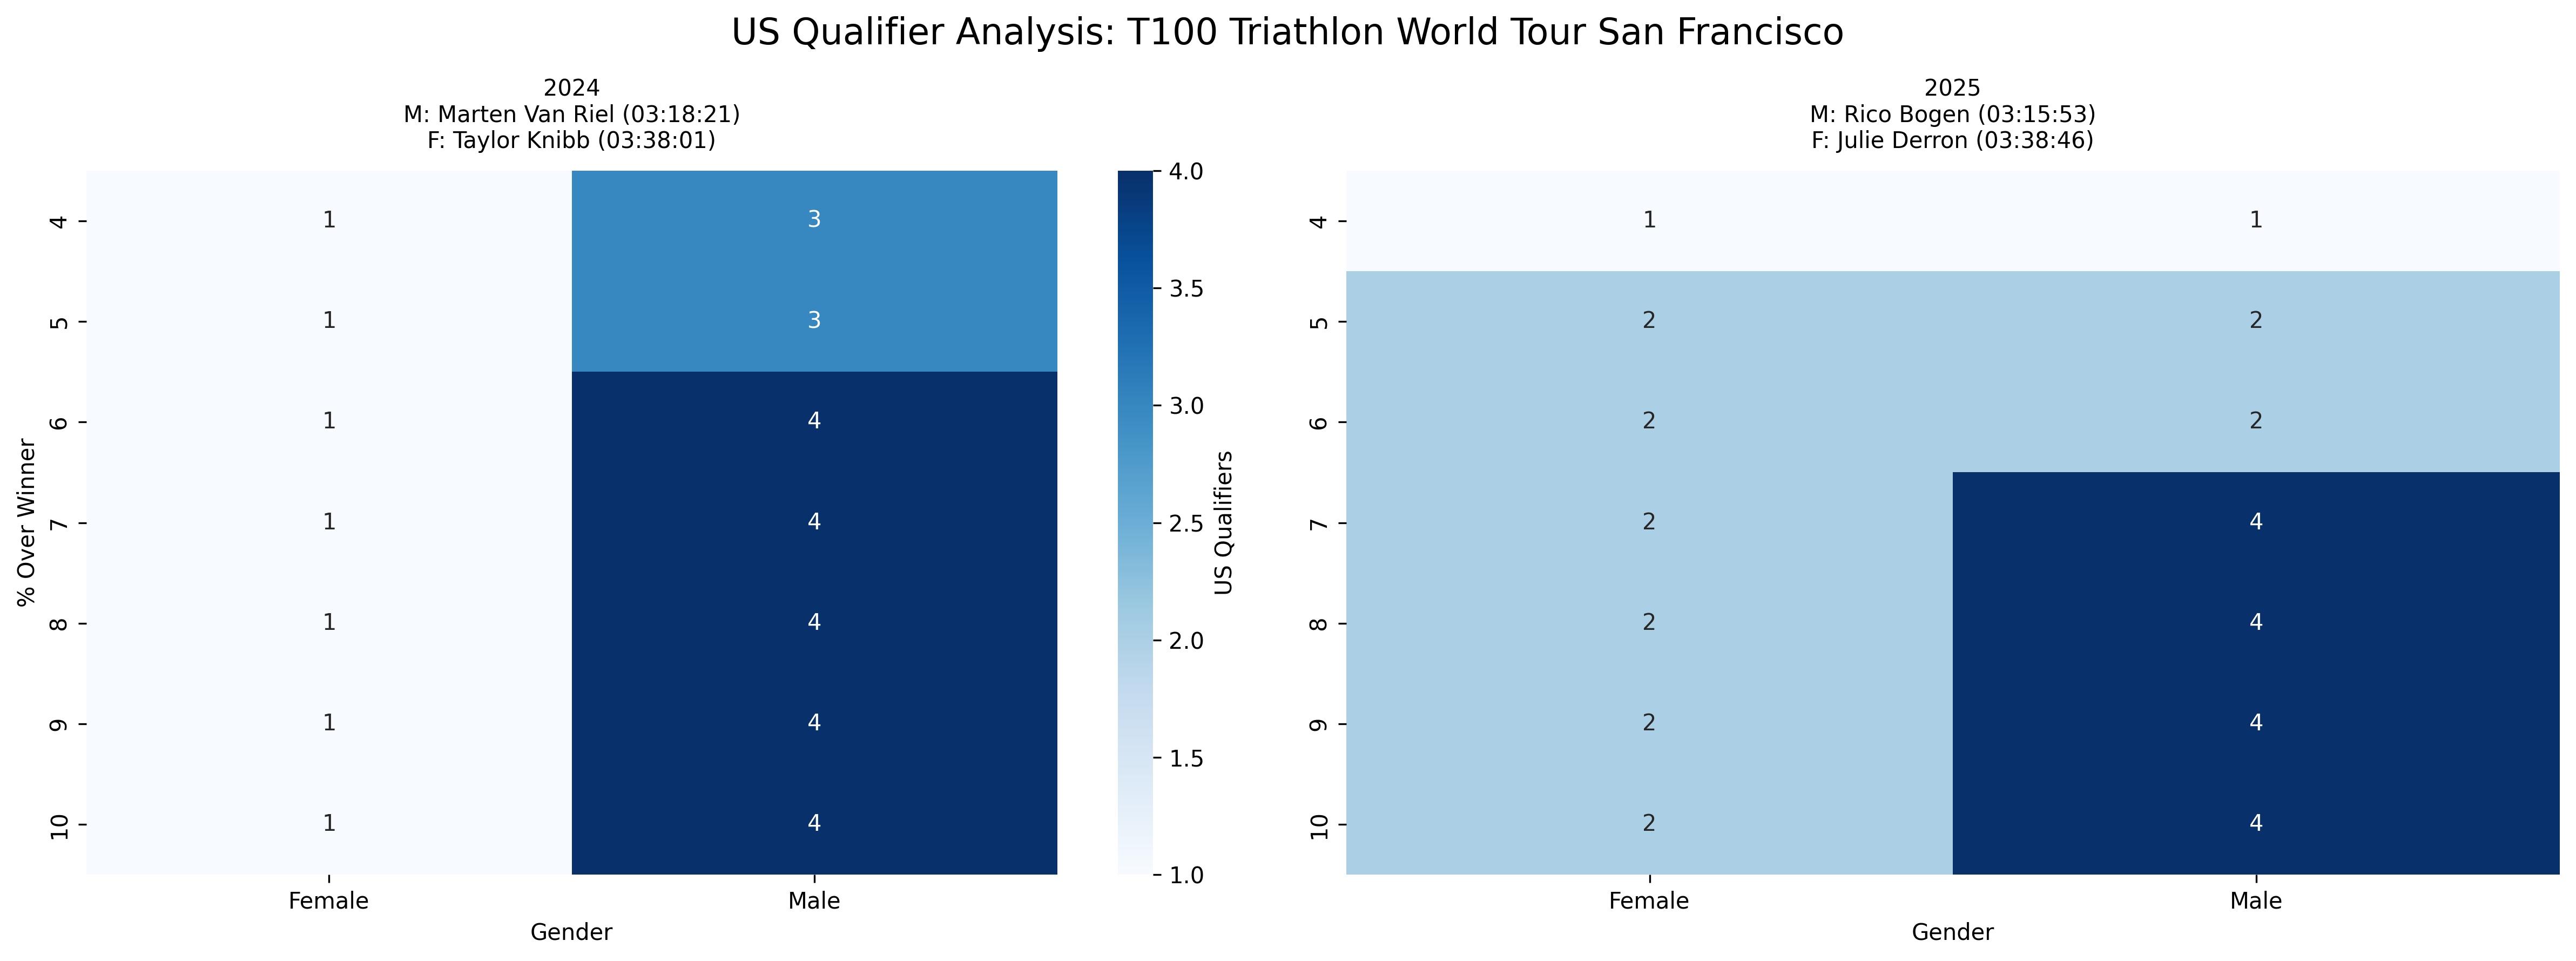 US Qualifier Analysis: T100 Triathlon World Tour San Francisco
2024
M: Marten Van Riel (03:18:21)
F: Taylor Knibb (03:38:01)
% Over Winner
4 1 3
5 1 3
6 1 4
7 1 4
8 1 4
9 1 4
10 1 4
Female Male
Gender
4.0
3.5
3.0
2.5
2.0
1.5
1.0
US Qualifiers
2025
M: Rico Bogen (03:15:53)
F: Julie Derron (03:38:46)
4 1 1
5 2 2
6 2 2
7 2 4
8 2 4
9 2 4
10 2 4
Female Male
Gender